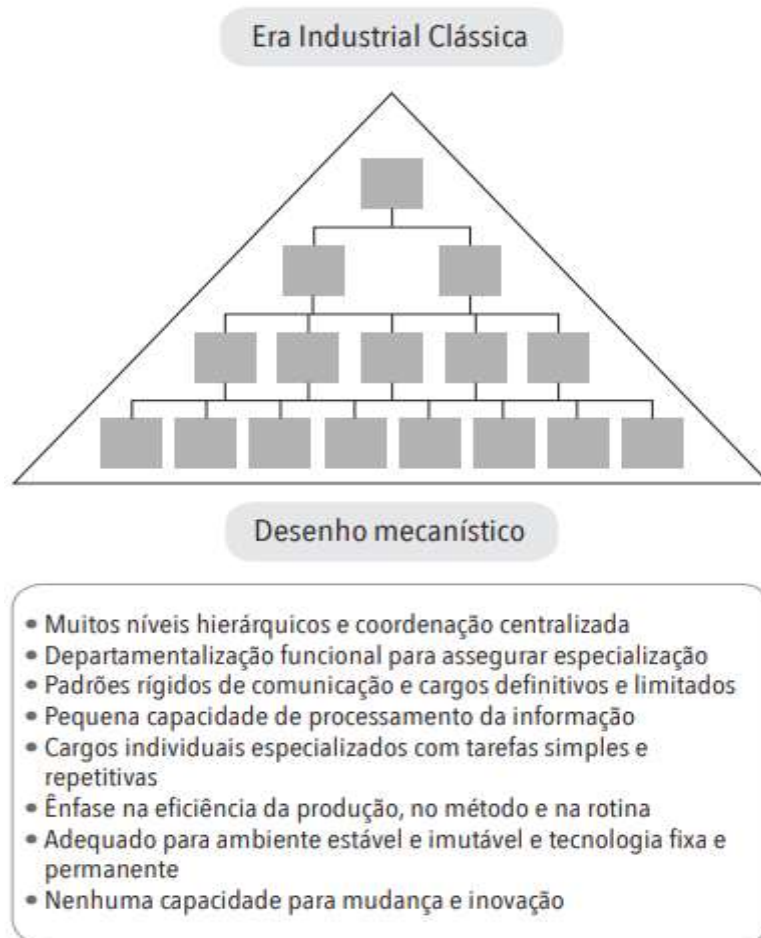 Era Industrial Clássica
Desenho mecanístico
• Muitos níveis hierárquicos e coordenação centralizada
• Departamentalização funcional para assegurar especialização
• Padrões rígidos de comunicação e cargos definitivos e limitados
• Pequena capacidade de processamento da informação
• Cargos individuais especializados com tarefas simples e
repetitivas
• Ênfase na eficiência da produção, no método e na rotina
• Adequado para ambiente estável e imutável e tecnologia fixa e
permanente
• Nenhuma capacidade para mudança e inovação